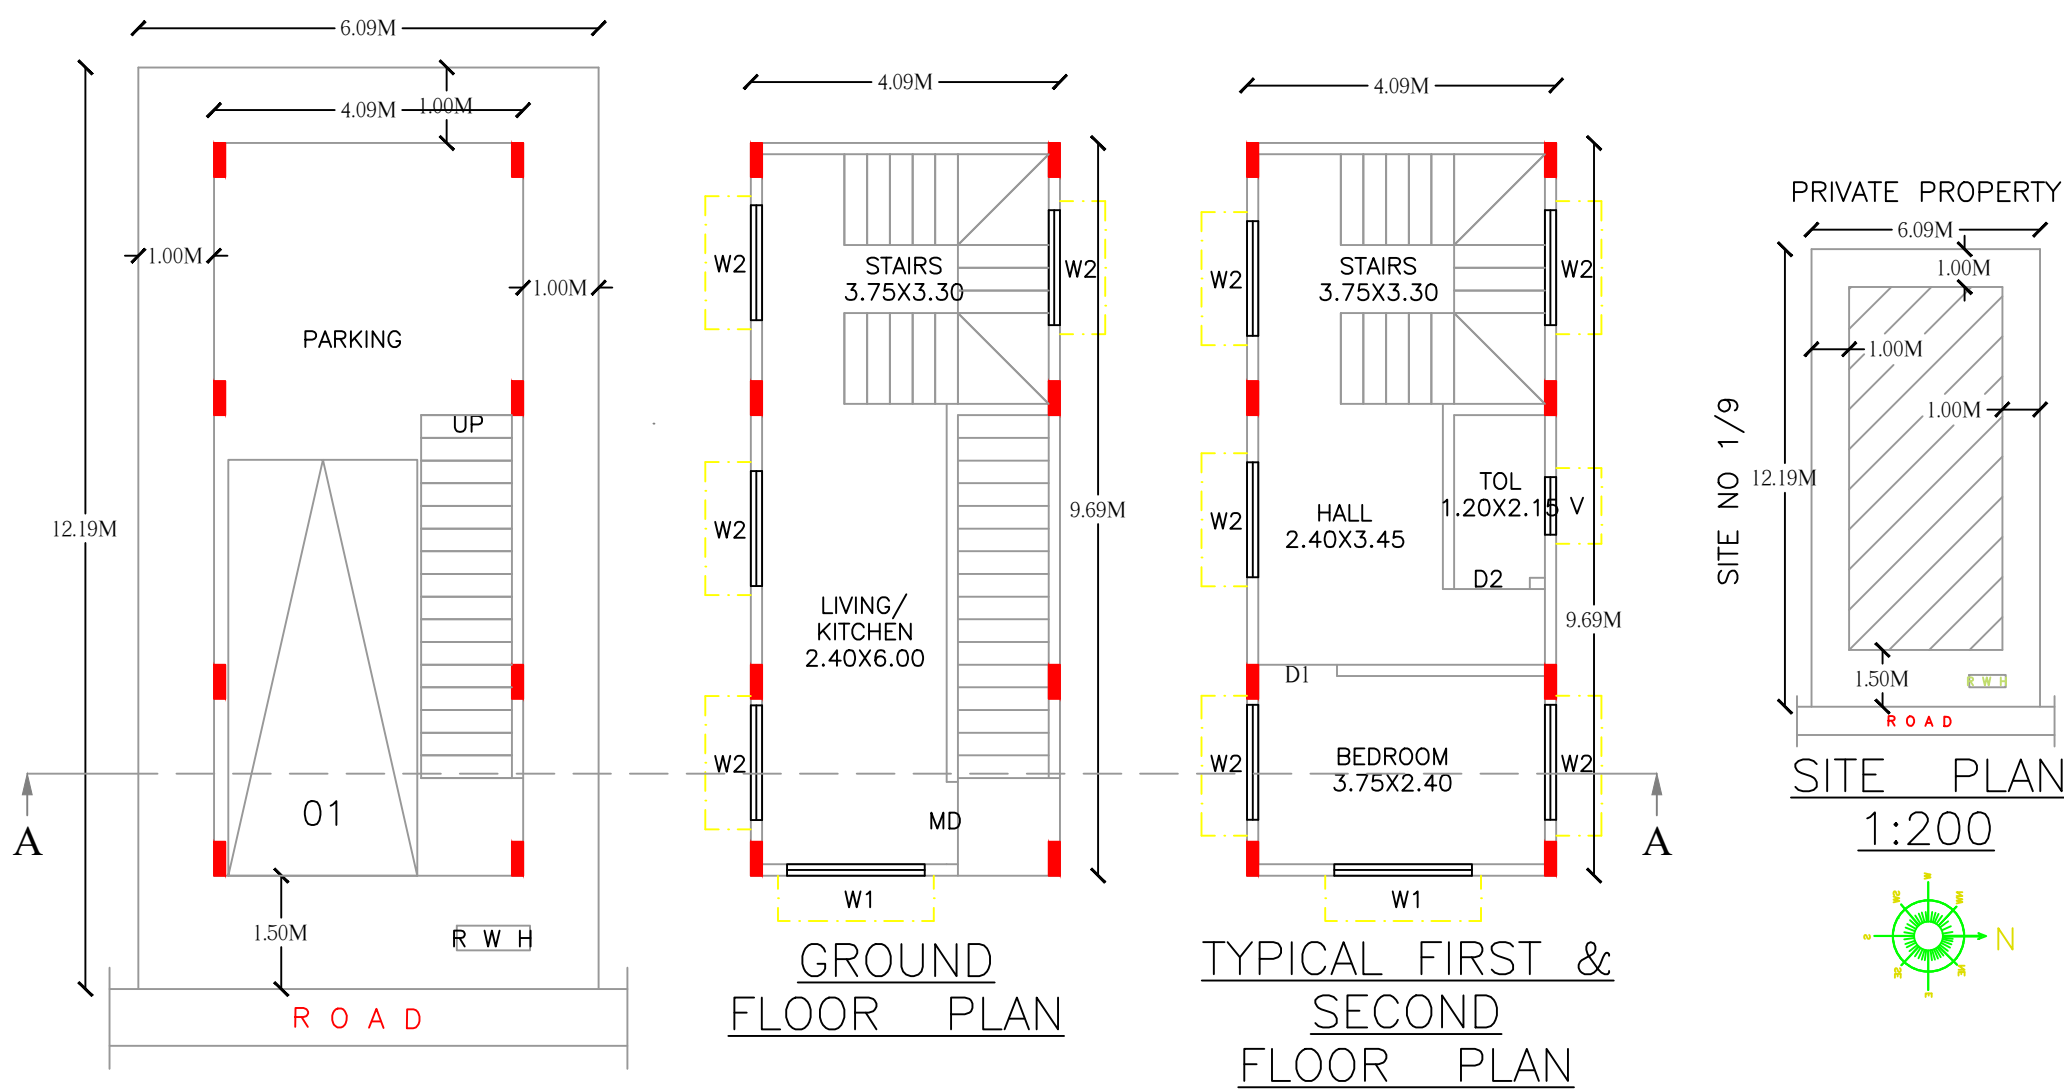 6.09M
4.09M
1.00M
1.00M
1.00M
PARKING
UP
12.19M
01
1.50M
R W H
R O A D
A
4.09M
W2
STAIRS
3.75X3.30
W2
W2
9.69M
LIVING/
KITCHEN
2.40X6.00
W2
MD
W1
GROUND
FLOOR PLAN
4.09M
W2
STAIRS
3.75X3.30
W2
W2
HALL
2.40X3.45
TOL
1.20X2.15
V
D2
9.69M
D1
W2
BEDROOM
3.75X2.40
W2
A
W1
TYPICAL FIRST &
SECOND
FLOOR PLAN
PRIVATE PROPERTY
6.09M
1.00M
1.00M
1.00M
SITE NO 1/9
12.19M
1.50M
R W H
R O A D
SITE PLAN
1:200
W
SW
NW
S
N
SE
NE
E